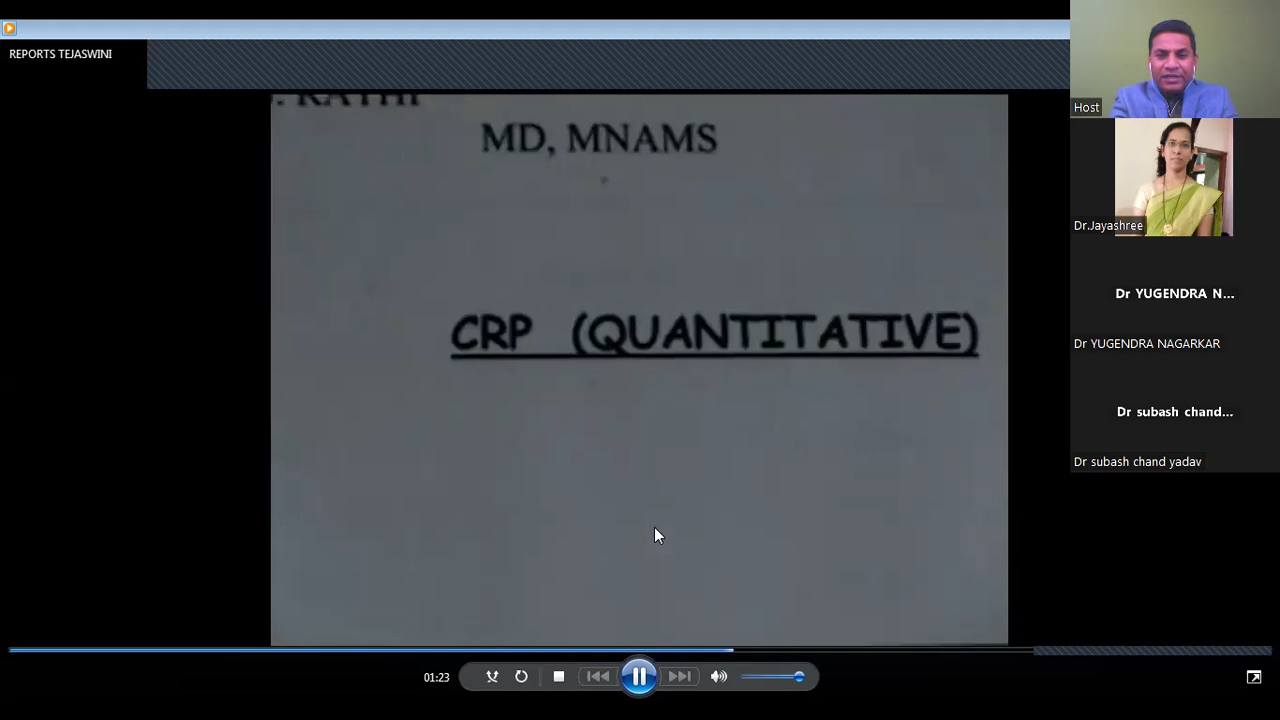 REPORTS TEJASWINI
. RATHI
MD, MNAMS
CRP (QUANTITATIVE)
01:23
Host
Dr.Jayashree
Dr YUGENDRA N...
Dr YUGENDRA NAGARKAR
Dr subash chand...
Dr subash chand yadav